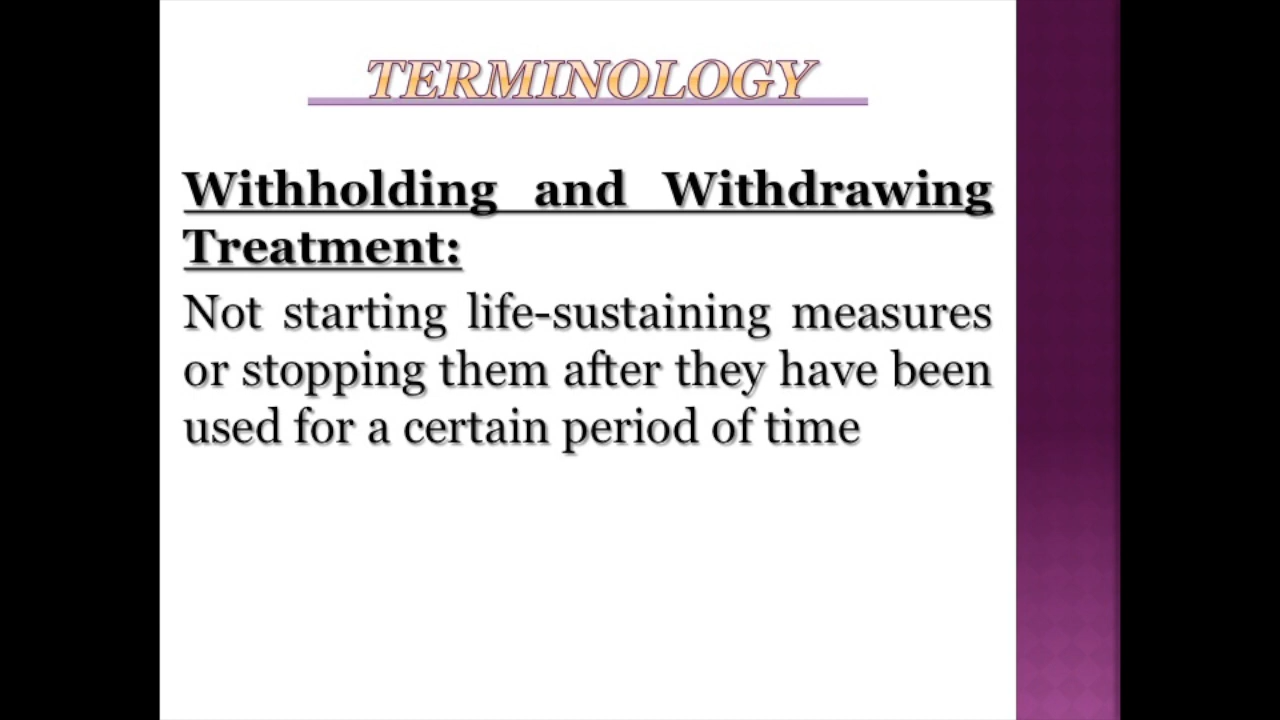 TERMINOLOGY
Withholding and Withdrawing
Treatment:
Not starting life-sustaining measures
or stopping them after they have been
used for a certain period of time